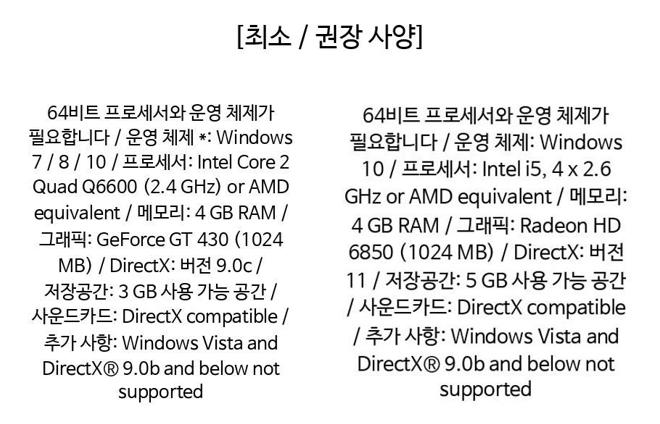 [최소 / 권장 사양]
64비트 프로세서와 운영 체제가
필요합니다 / 운영 체제 *: Windows
7 / 8 / 10 / 프로세서: Intel Core 2
Quad Q6600 (2.4 GHz) or AMD
equivalent / 메모리: 4 GB RAM /
그래픽: GeForce GT 430 (1024
MB) / DirectX: 버전 9.0c /
저장공간: 3 GB 사용 가능 공간 /
사운드카드: DirectX compatible /
추가 사항: Windows Vista and
DirectX® 9.0b and below not
supported
64비트 프로세서와 운영 체제가
필요합니다 / 운영 체제: Windows
10 / 프로세서: Intel i5, 4 x 2.6
GHz or AMD equivalent / 메모리:
4 GB RAM / 그래픽: Radeon HD
6850 (1024 MB) / DirectX: 버전
11 / 저장공간: 5 GB 사용 가능 공간
/ 사운드카드: DirectX compatible
/ 추가 사항: Windows Vista and
DirectX® 9.0b and below not
supported